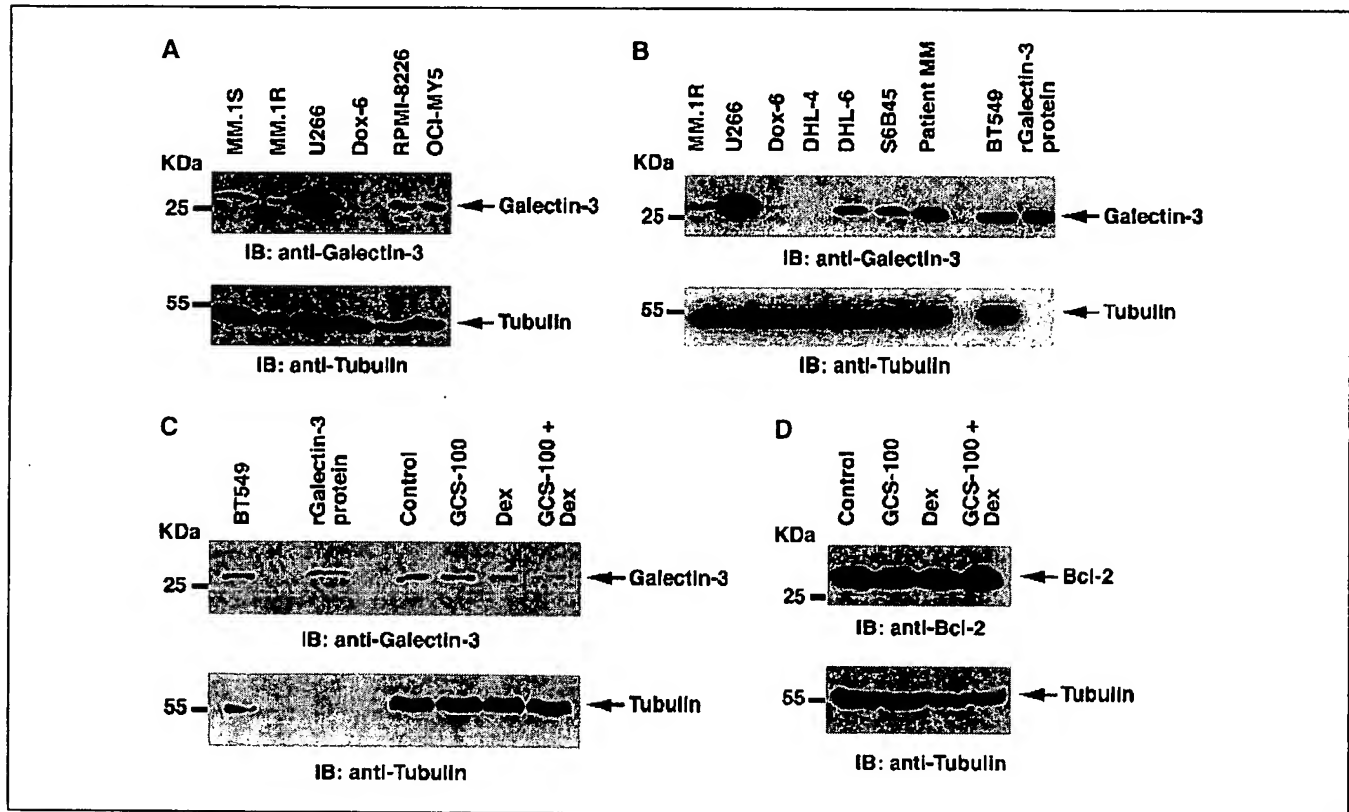 A
MM.1S
MM.1R
U266
Dox-6
RPMI-8226
OCI-MY5
KDa
25
Galectin-3
IB: anti-Galectin-3
55
Tubulin
IB: anti-Tubulin
B
MM.1R
U266
Dox-6
DHL-4
DHL-6
S6B45
Patient MM
BT549
rGalectin-3
protein
KDa
25
Galectin-3
IB: anti-Galectin-3
55
Tubulin
IB: anti-Tubulin
C
BT549
rGalectin-3
protein
Control
GCS-100
Dex
GCS-100 +
Dex
KDa
25
Galectin-3
IB: anti-Galectin-3
55
Tubulin
IB: anti-Tubulin
D
Control
GCS-100
Dex
GCS-100 +
Dex
KDa
25
Bcl-2
IB: anti-Bcl-2
55
Tubulin
IB: anti-Tubulin